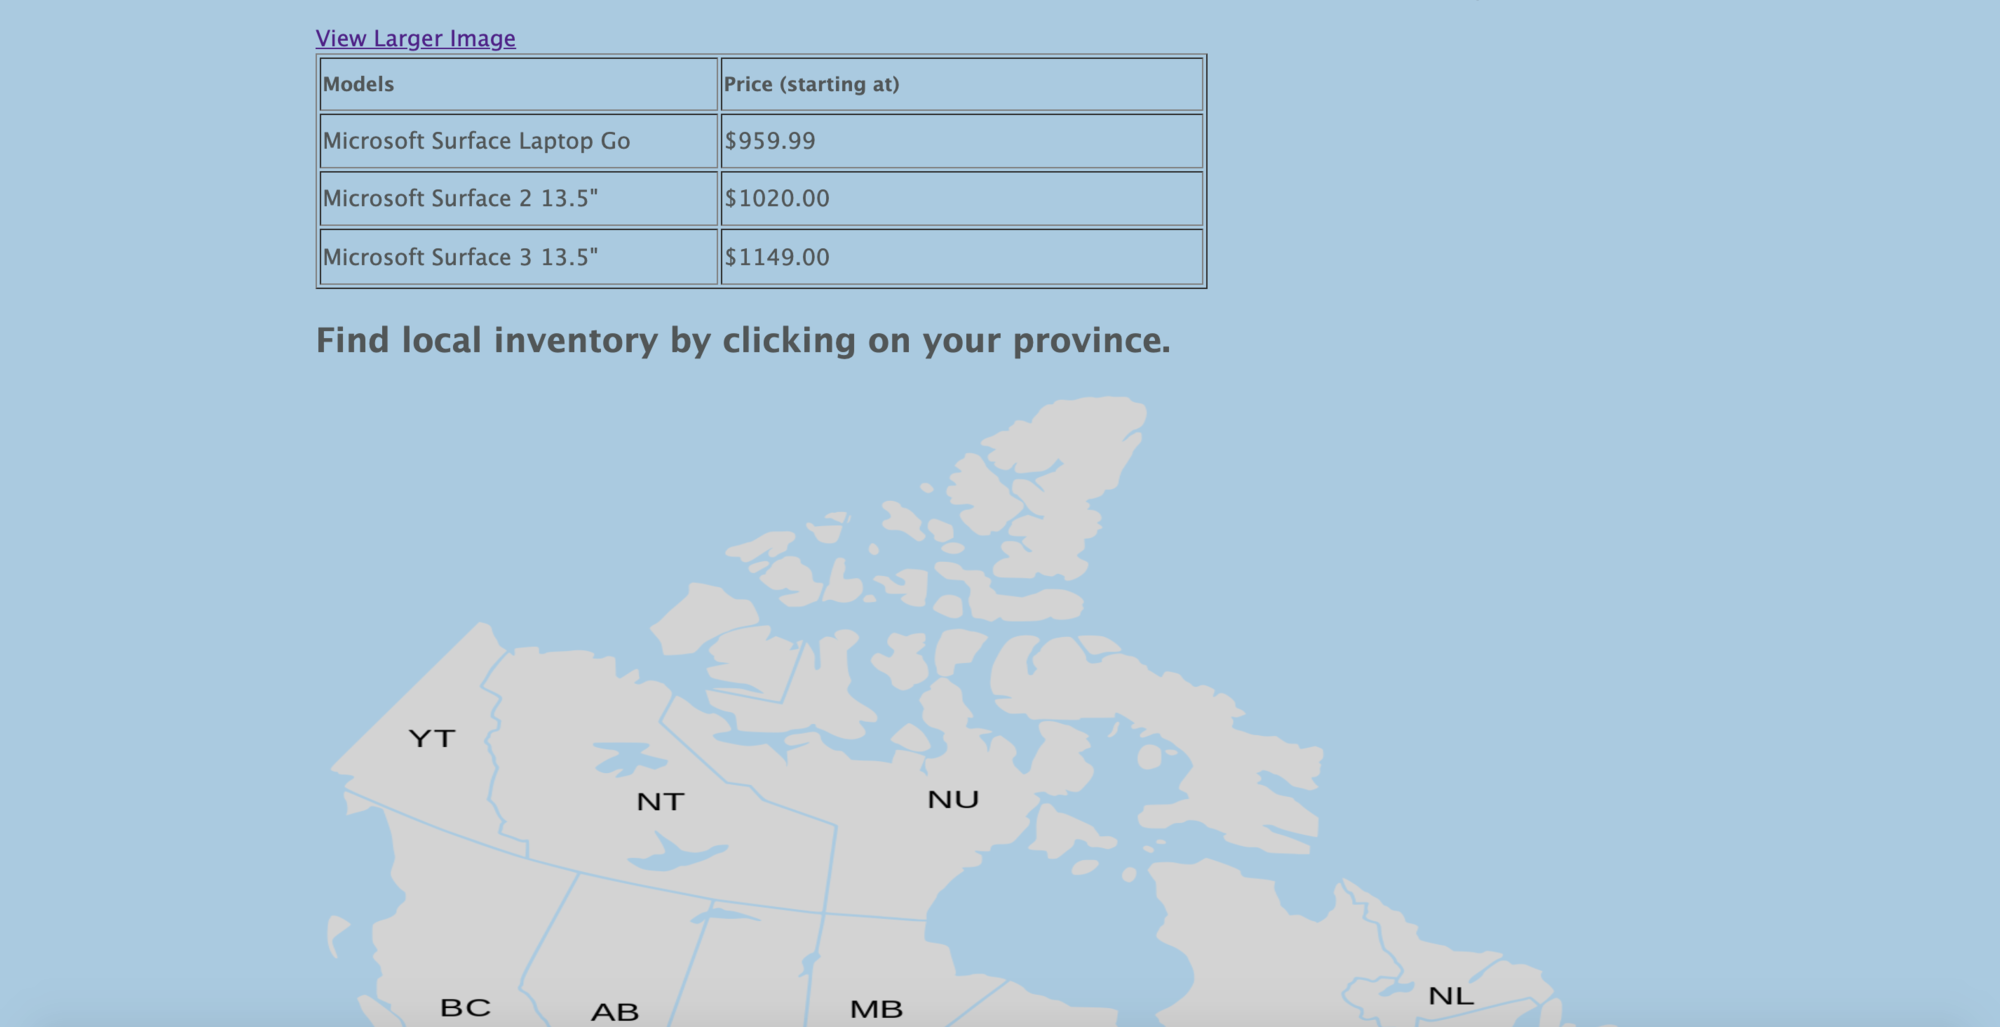 View Larger Image
Models Price (starting at)
Microsoft Surface Laptop Go $959.99
Microsoft Surface 2 13.5" $1020.00
Microsoft Surface 3 13.5" $1149.00
Find local inventory by clicking on your province.
YT
NT
NU
BC
AB
MB
NL